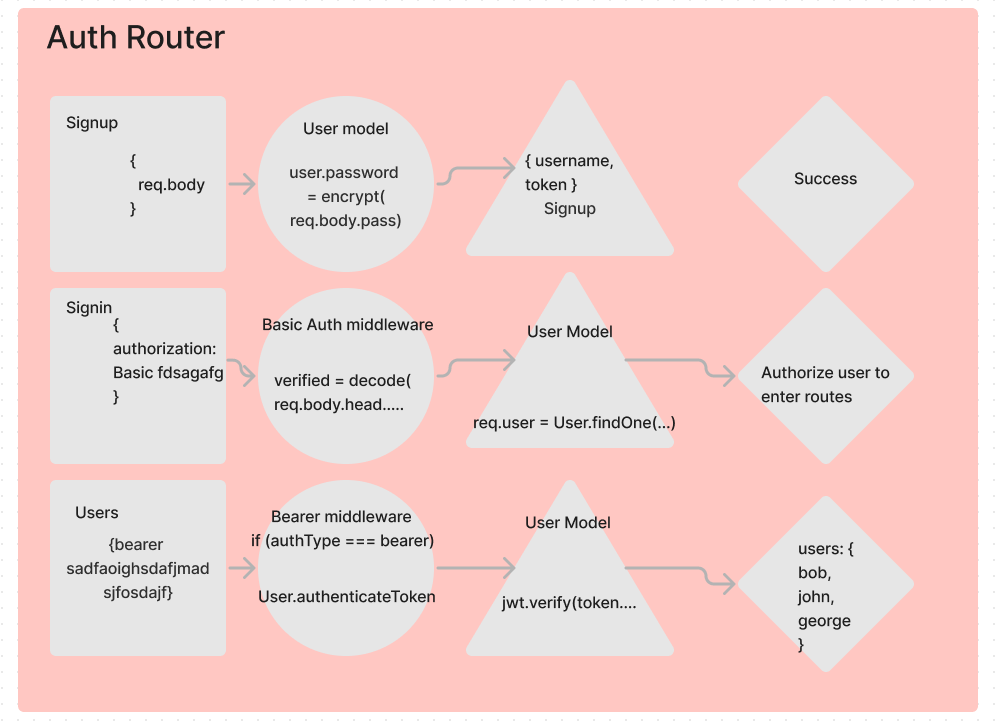 Auth Router
Signup
{
req.body
}
User model
user.password
= encrypt(
req.body.pass)
{ username,
token }
Signup
Success
Signin
{
authorization:
Basic fdsagafg
}
Basic Auth middleware
verified = decode(
req.body.head.....
User Model
req.user = User.findOne(...)
Authorize user to
enter routes
Users
{bearer
sadfaoighsdafjmad
sjfosdajf}
Bearer middleware
if (authType === bearer)
User.authenticateToken
User Model
jwt.verify(token....
users: {
bob,
john,
george
}